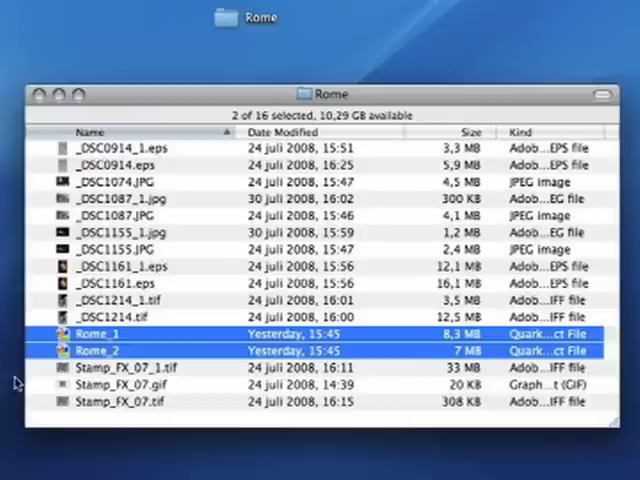 Rome
Rome
2 of 16 selected, 10,29 GB available
Name Date Modified Size Kind
_DSC0914_1.eps 24 juli 2008, 15:51 3,3 MB Adob...EPS file
_DSC0914.eps 24 juli 2008, 16:25 5,9 MB Adob...EPS file
_DSC1074.JPG 24 juli 2008, 15:47 4,5 MB JPEG image
_DSC1087_1.jpg 30 juli 2008, 16:02 300 KB Adob...EG file
_DSC1087.JPG 24 juli 2008, 15:46 4,1 MB JPEG image
_DSC1155_1.jpg 30 juli 2008, 15:59 1,2 MB Adob...EG file
_DSC1155.JPG 24 juli 2008, 15:47 2,4 MB JPEG image
_DSC1161_1.eps 24 juli 2008, 15:56 12,1 MB Adob...EPS file
_DSC1161.eps 24 juli 2008, 15:56 16,1 MB Adob...EPS file
_DSC1214_1.tif 24 juli 2008, 16:01 3,5 MB Adob...IFF File
_DSC1214.tif 24 juli 2008, 16:00 12,5 MB Adob...IFF File
Rome_1 Yesterday, 15:45 8,3 MB Quark...ct File
Rome_2 Yesterday, 15:45 7 MB Quark...ct File
Stamp_FX_07_1.tif 24 juli 2008, 16:11 33 MB Adob...IFF File
Stamp_FX_07.gif 24 juli 2008, 14:39 20 KB Graph...t (GIF)
Stamp_FX_07.tif 24 juli 2008, 16:15 308 KB Adob...IFF File